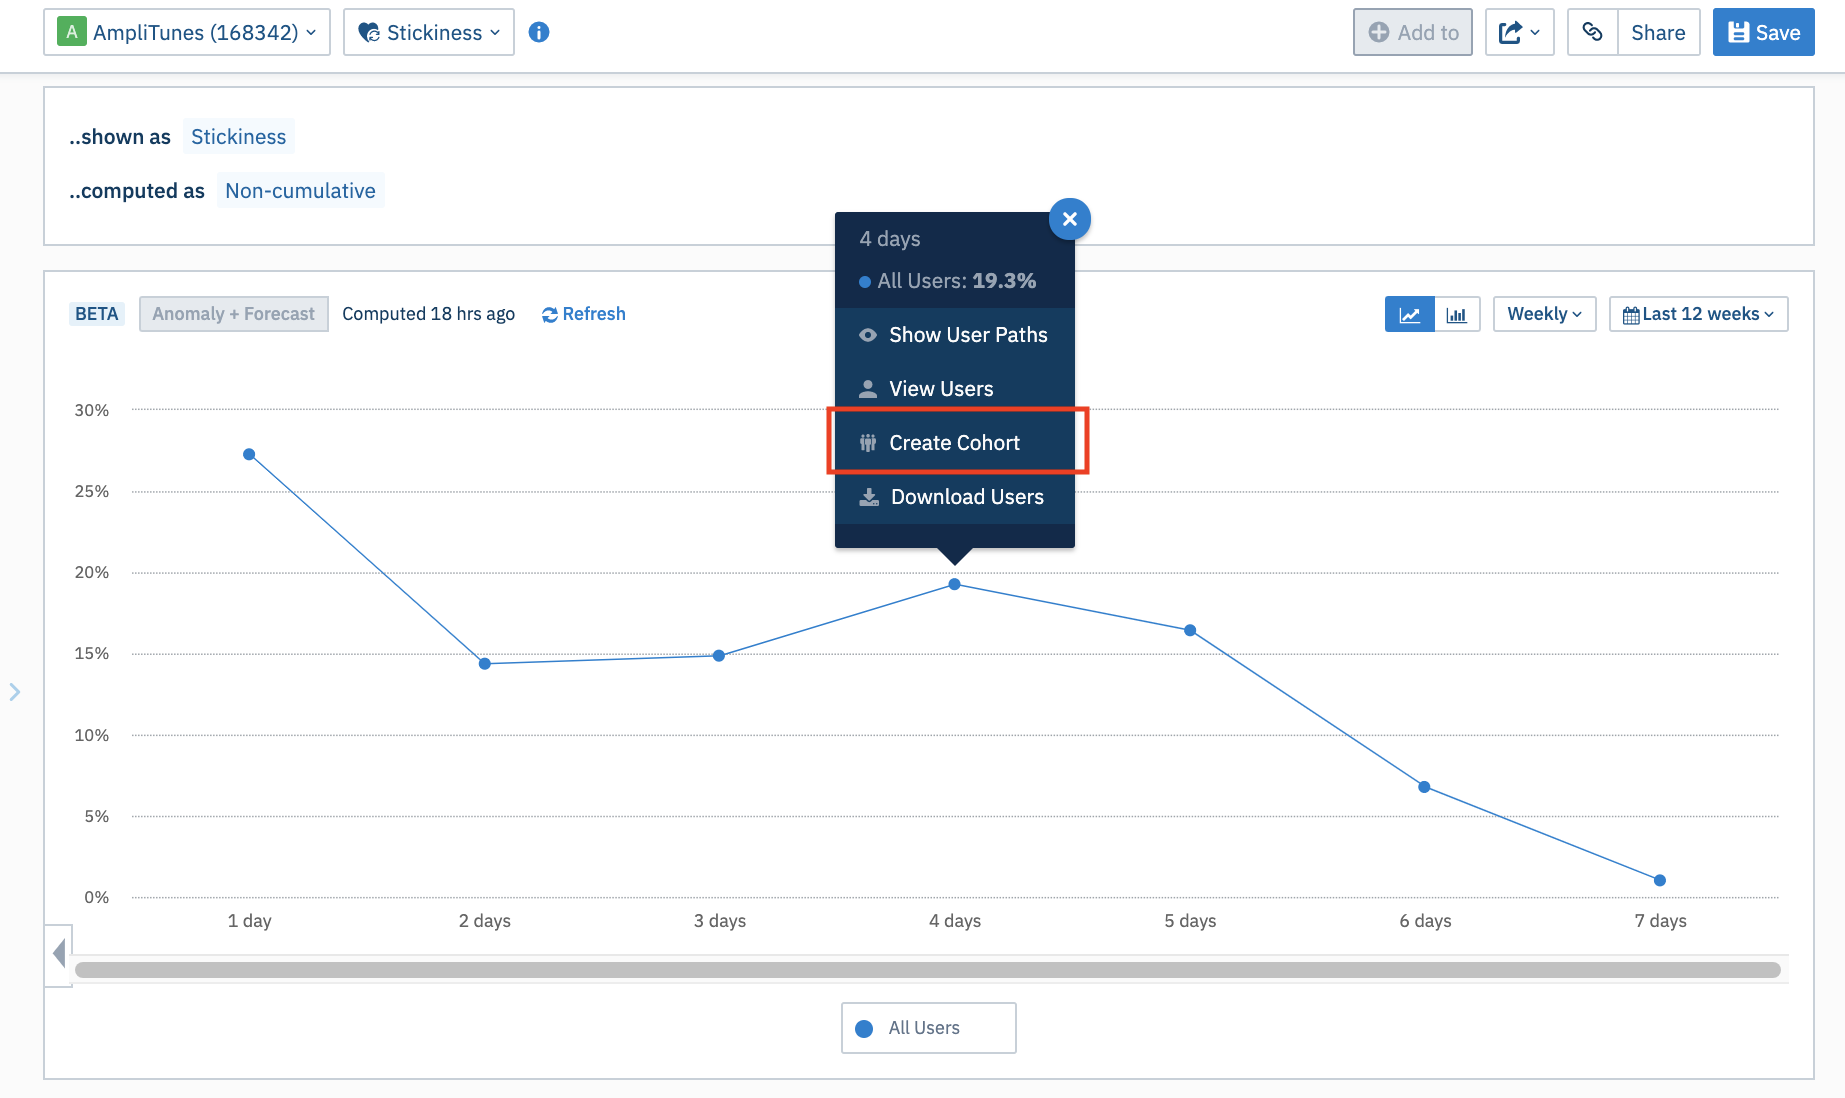 A AmpliTunes (168342) Stickiness i Add to Share Save
..shown as Stickiness
..computed as Non-cumulative
4 days
All Users: 19.3%
Show User Paths
View Users
Create Cohort
Download Users
BETA Anomaly + Forecast Computed 18 hrs ago Refresh Weekly Last 12 weeks
30%
25%
20%
15%
10%
5%
0%
1 day 2 days 3 days 4 days 5 days 6 days 7 days
All Users